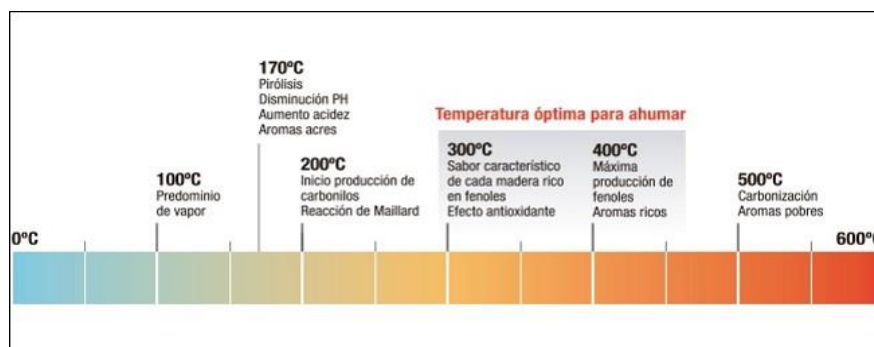 170ºC
Pirólisis
Disminución PH
Aumento acidez
Aromas acres
Temperatura óptima para ahumar
100ºC
Predominio
de vapor
200ºC
Inicio producción de
carbonilos
Reacción de Maillard
300ºC
Sabor característico
de cada madera rico
en fenoles
Efecto antioxidante
400ºC
Máxima
producción de
fenoles
Aromas ricos
500ºC
Carbonización
Aromas pobres
0ºC
600ºC